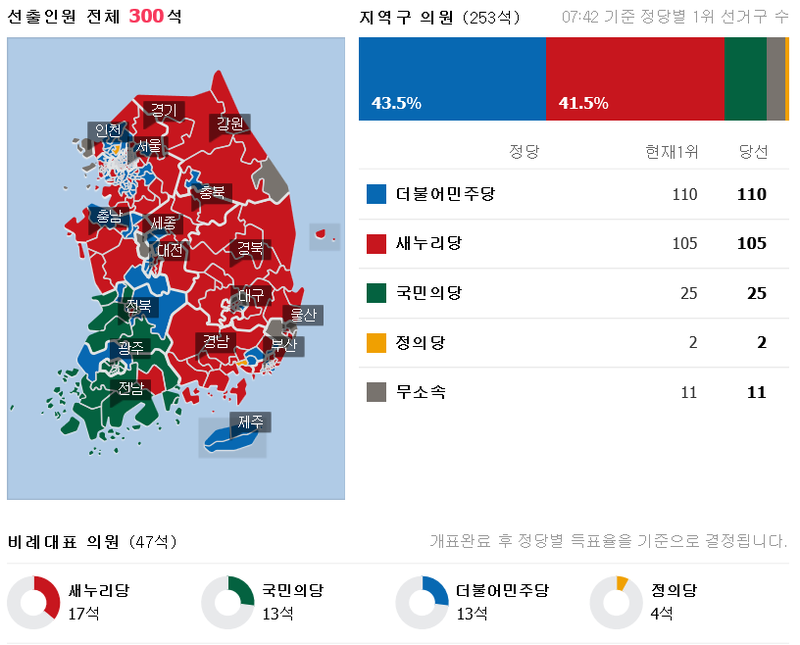 선출인원 전체 300석
인천
경기
서울
강원
충남
세종
충북
대전
경북
전북
대구
울산
광주
경남
부산
전남
제주
지역구 의원 (253석)
07:42 기준 정당별 1위 선거구 수
43.5%
41.5%
정당 현재1위 당선
더불어민주당 110 110
새누리당 105 105
국민의당 25 25
정의당 2 2
무소속 11 11
비례대표 의원 (47석)
개표완료 후 정당별 득표율을 기준으로 결정됩니다.
새누리당
17석
국민의당
13석
더불어민주당
13석
정의당
4석